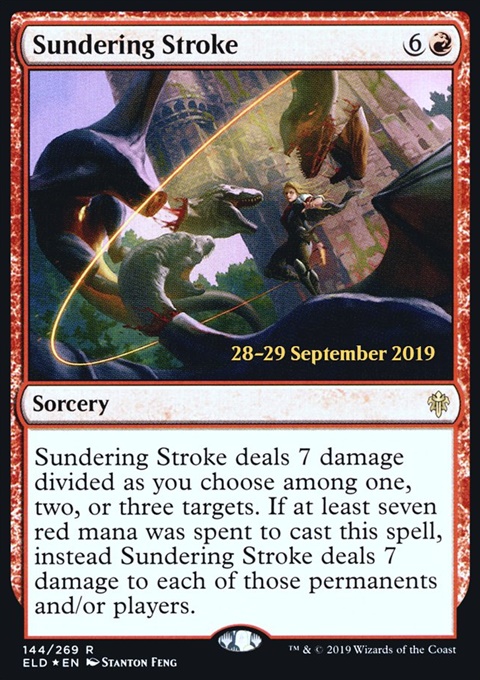 Sundering Stroke 6
28-29 September 2019
Sorcery
Sundering Stroke deals 7 damage
divided as you choose among one,
two, or three targets. If at least seven
red mana was spent to cast this spell,
instead Sundering Stroke deals 7
damage to each of those permanents
and/or players.
144/269 R
ELD ★ EN Stanton Feng
™ & © 2019 Wizards of the Coast